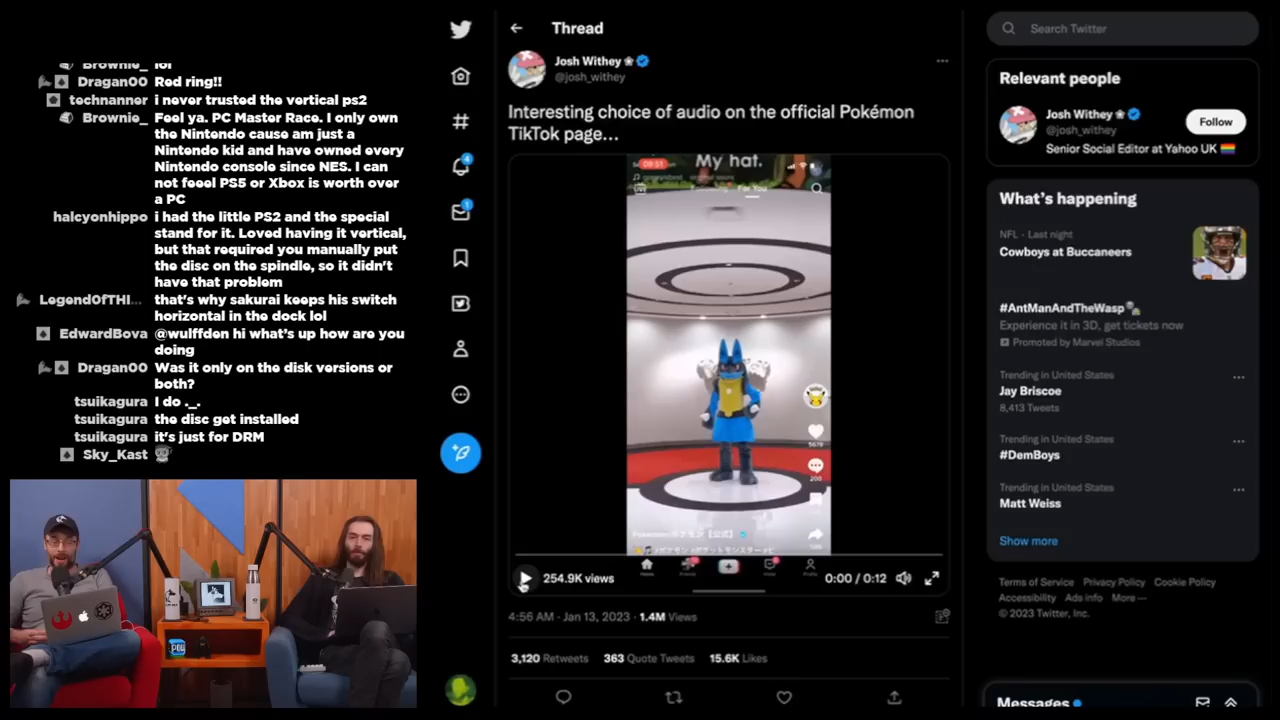 Brownie_ lol
Dragan00 Red ring!!
technanner i never trusted the vertical ps2
Brownie_ Feel ya. PC Master Race. I only own
the Nintendo cause am just a
Nintendo kid and have owned every
Nintendo console since NES. I can
not feeel PS5 or Xbox is worth over
a PC
halcyonhippo i had the little PS2 and the special
stand for it. Loved having it vertical,
but that required you manually put
the disc on the spindle, so it didn't
have that problem
LegendOfTHI... that's why sakurai keeps his switch
horizontal in the dock lol
EdwardBova @wulffden hi what's up how are you
doing
Dragan00 Was it only on the disk versions or
both?
tsuikagura I do ._.
tsuikagura the disc get installed
tsuikagura it's just for DRM
Sky_Kast
4
1
Thread
Josh Withey
@josh_withey
Interesting choice of audio on the official Pokémon
TikTok page...
My hat.
09:51
For You
5678
200
254.9K views
0:00 / 0:12
4:56 AM · Jan 13, 2023 · 1.4M Views
3,120 Retweets 363 Quote Tweets 15.6K Likes
Search Twitter
Relevant people
Josh Withey
@josh_withey
Follow
Senior Social Editor at Yahoo UK
What's happening
NFL · Last night
Cowboys at Buccaneers
#AntManAndTheWasp
Experience it in 3D, get tickets now
Promoted by Marvel Studios
Trending in United States
Jay Briscoe
8,413 Tweets
Trending in United States
#DemBoys
Trending in United States
Matt Weiss
Show more
Terms of Service Privacy Policy Cookie Policy
Accessibility Ads info More
© 2023 Twitter, Inc.
Messages